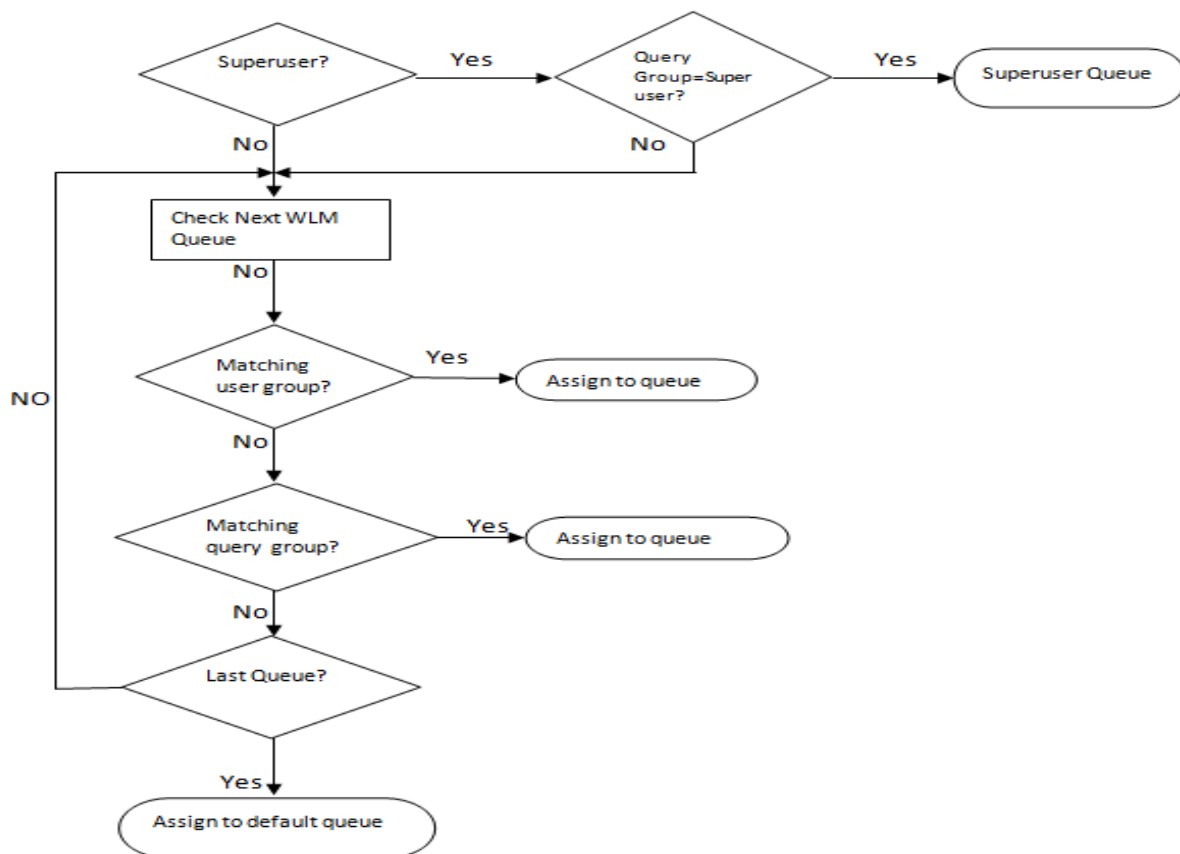 Superuser?
Yes
Query
Group=Super
user?
Yes
Superuser Queue
No
No
Check Next WLM
Queue
No
Matching
user group?
Yes
Assign to queue
NO
No
Matching
query group?
Yes
Assign to queue
No
Last Queue?
Yes
Assign to default queue